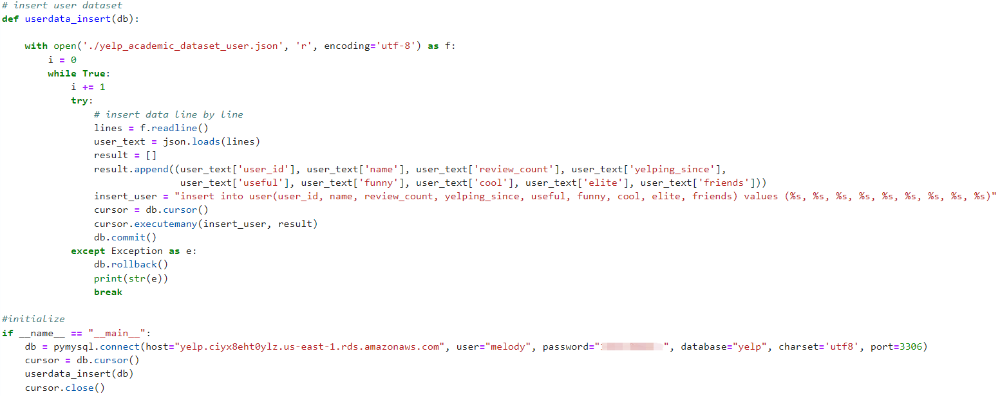 # insert user dataset
def userdata_insert(db):
    with open('./yelp_academic_dataset_user.json', 'r', encoding='utf-8') as f:
        i = 0
        while True:
            i += 1
            try:
                # insert data line by line
                lines = f.readline()
                user_text = json.loads(lines)
                result = []
                result.append((user_text['user_id'], user_text['name'], user_text['review_count'], user_text['yelping_since'],
                               user_text['useful'], user_text['funny'], user_text['cool'], user_text['elite'], user_text['friends']))
                insert_user = "insert into user(user_id, name, review_count, yelping_since, useful, funny, cool, elite, friends) values (%s, %s, %s, %s, %s, %s, %s, %s, %s)"
                cursor = db.cursor()
                cursor.executemany(insert_user, result)
                db.commit()
            except Exception as e:
                db.rollback()
                print(str(e))
                break
#initialize
if __name__ == "__main__":
    db = pymysql.connect(host="yelp.ciyx8eht0ylz.us-east-1.rds.amazonaws.com", user="melody", password="", database="yelp", charset='utf8', port=3306)
    cursor = db.cursor()
    userdata_insert(db)
    cursor.close()